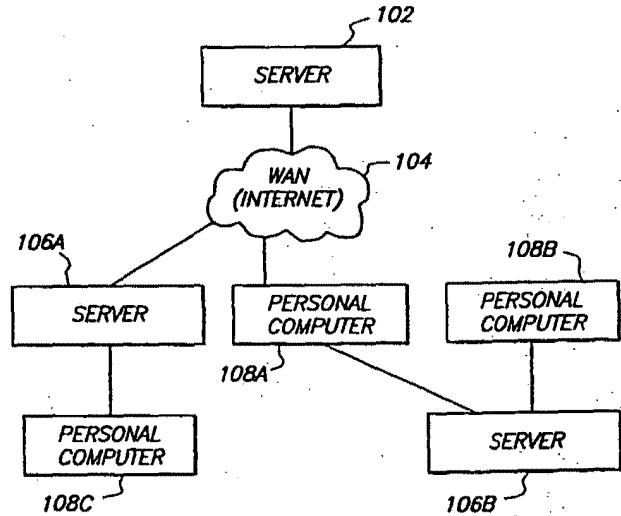 102
SERVER
104
WAN
(INTERNET)
106A
108B
SERVER
PERSONAL
COMPUTER
PERSONAL
COMPUTER
108A
PERSONAL
COMPUTER
SERVER
108C
106B